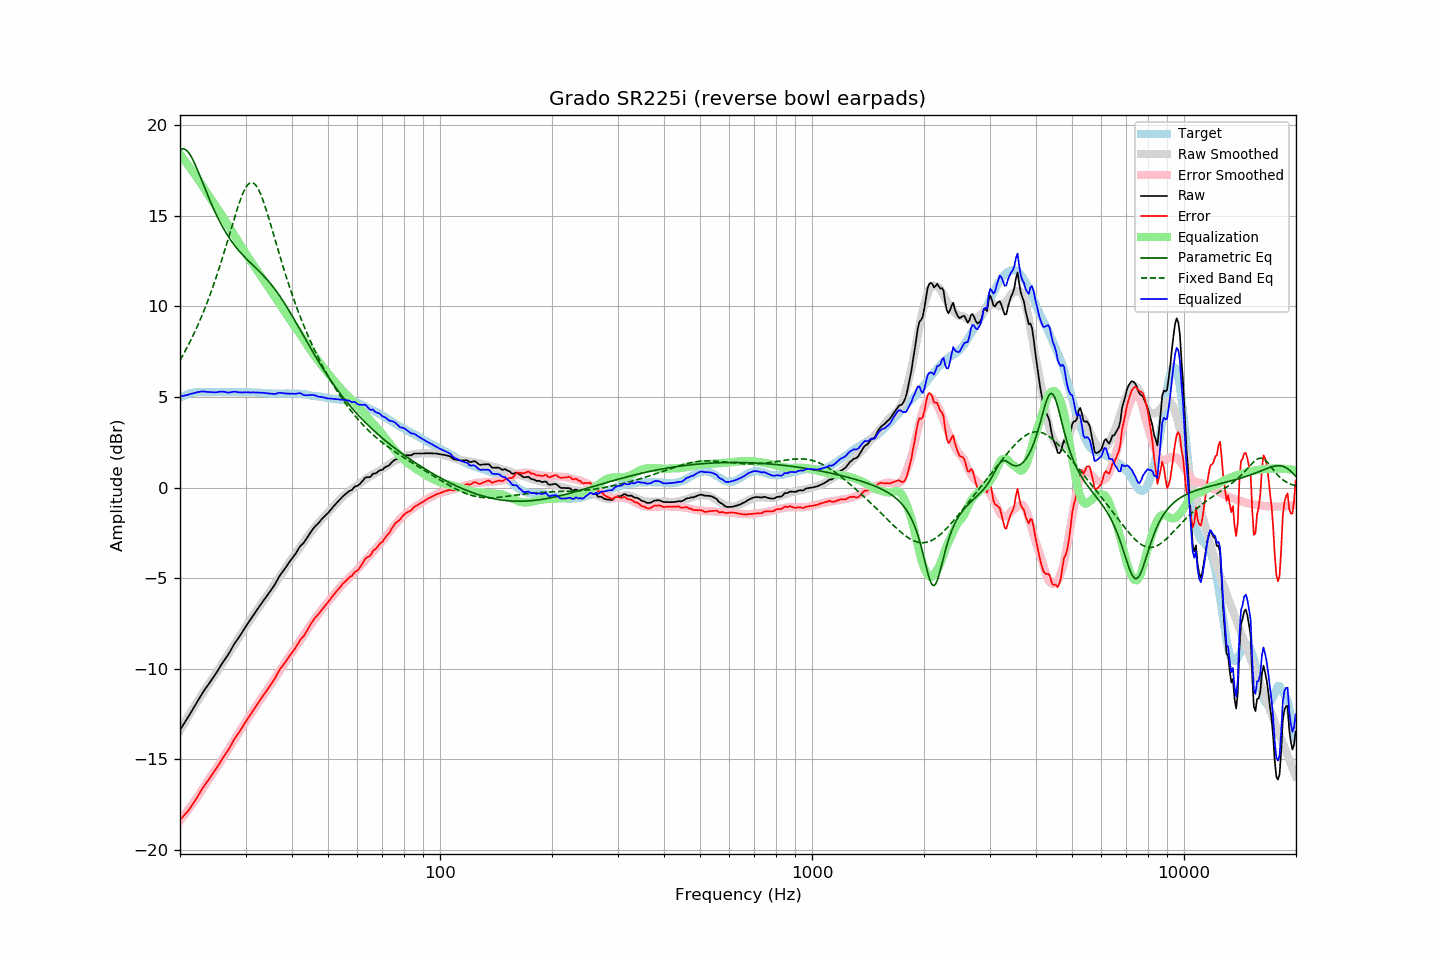 Grado SR225i (reverse bowl earpads)
20
15
10
5
0
−5
−10
−15
−20
Amplitude (dBr)
Target
Raw Smoothed
Error Smoothed
Raw
Error
Equalization
Parametric Eq
Fixed Band Eq
Equalized
100
1000
10000
Frequency (Hz)